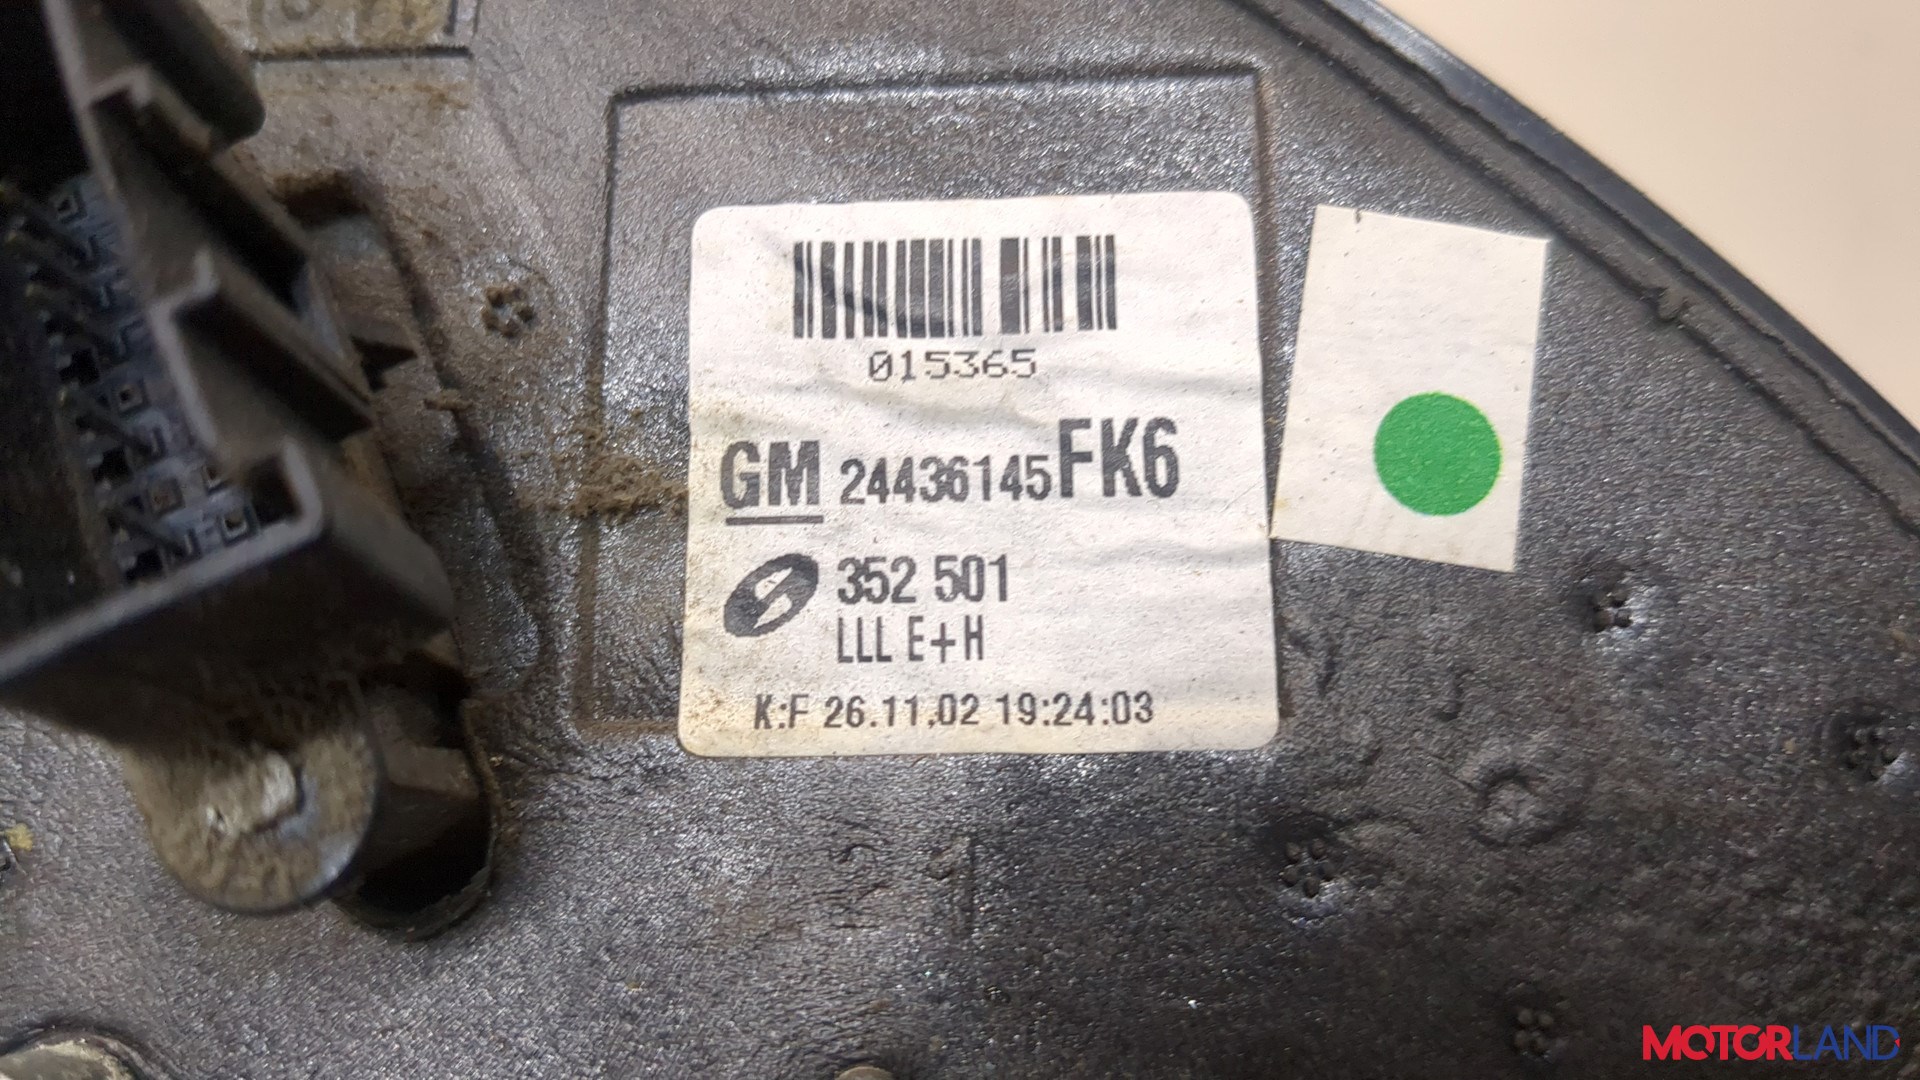 015365
GM 24436145FK6
352 501
LLL E+H
K:F 26.11.02 19:24:03
MOTORLAND